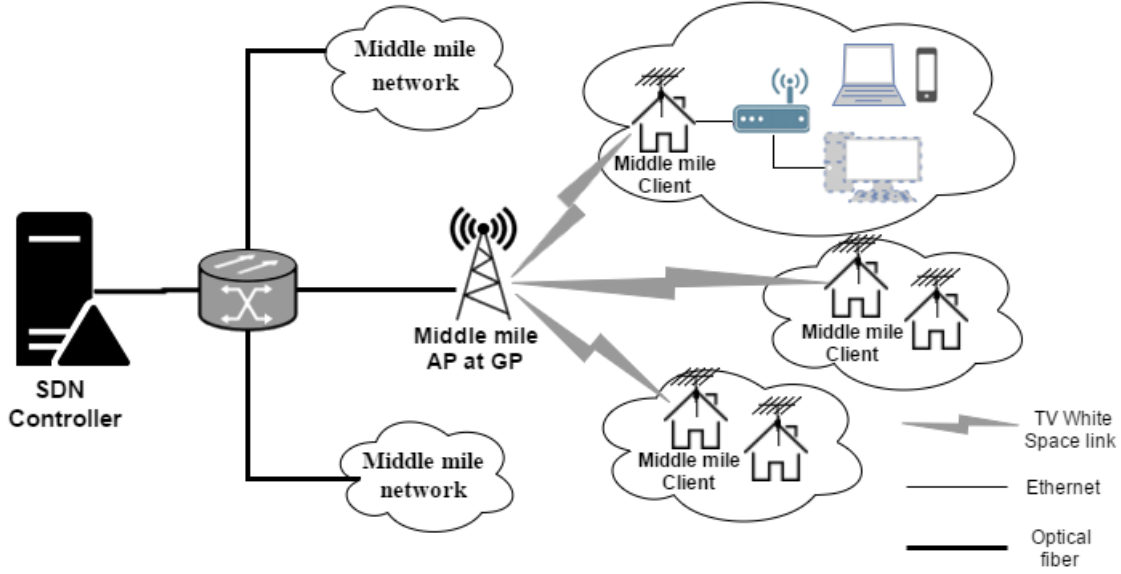 Middle mile
network
Middle mile
Client
SDN
Controller
Middle mile
AP at GP
Middle mile
Client
Middle mile
Client
Middle mile
network
TV White
Space link
Ethernet
Optical
fiber